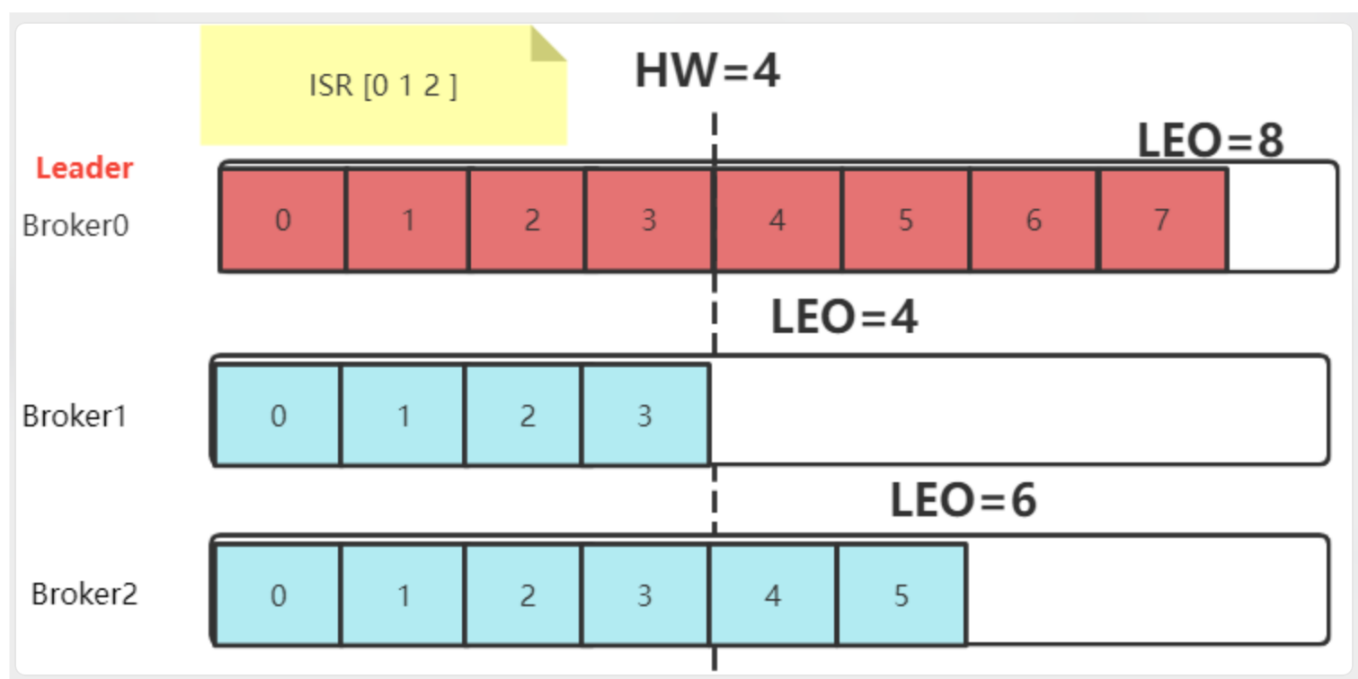 ISR [0 1 2 ]
HW=4
LEO=8
Leader
Broker0
0 1 2 3 4 5 6 7
LEO=4
Broker1
0 1 2 3
LEO=6
Broker2
0 1 2 3 4 5